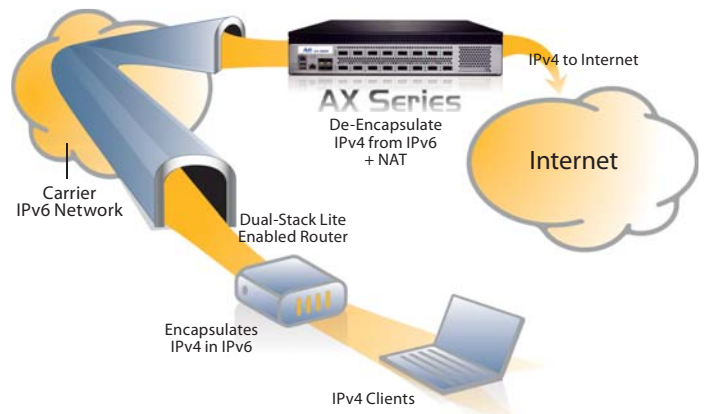 IPv4 to Internet
AX Series
De-Encapsulate
IPv4 from IPv6
+ NAT
Internet
Carrier
IPv6 Network
Dual-Stack Lite
Enabled Router
Encapsulates
IPv4 in IPv6
IPv4 Clients